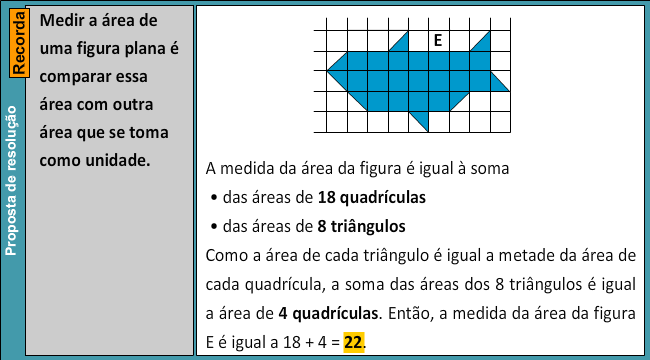 Proposta de resolução
Recorda
Medir a área de
uma figura plana é
comparar essa
área com outra
área que se toma
como unidade.
E
A medida da área da figura é igual à soma
• das áreas de 18 quadrículas
• das áreas de 8 triângulos
Como a área de cada triângulo é igual a metade da área de
cada quadrícula, a soma das áreas dos 8 triângulos é igual
a área de 4 quadrículas. Então, a medida da área da figura
E é igual a 18 + 4 = 22.